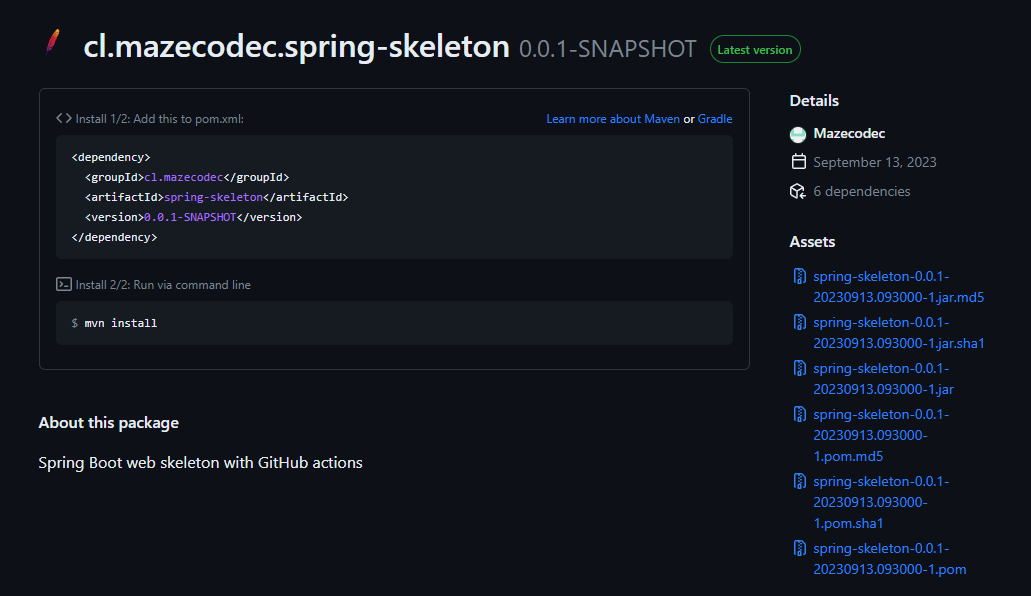 cl.mazecodec.spring-skeleton 0.0.1-SNAPSHOT Latest version
Install 1/2: Add this to pom.xml:
Learn more about Maven or Gradle
<dependency>
  <groupId>cl.mazecodec</groupId>
  <artifactId>spring-skeleton</artifactId>
  <version>0.0.1-SNAPSHOT</version>
</dependency>
Install 2/2: Run via command line
$ mvn install
About this package
Spring Boot web skeleton with GitHub actions
Details
Mazecodec
September 13, 2023
6 dependencies
Assets
spring-skeleton-0.0.1-
20230913.093000-1.jar.md5
spring-skeleton-0.0.1-
20230913.093000-1.jar.sha1
spring-skeleton-0.0.1-
20230913.093000-1.jar
spring-skeleton-0.0.1-
20230913.093000-
1.pom.md5
spring-skeleton-0.0.1-
20230913.093000-
1.pom.sha1
spring-skeleton-0.0.1-
20230913.093000-1.pom